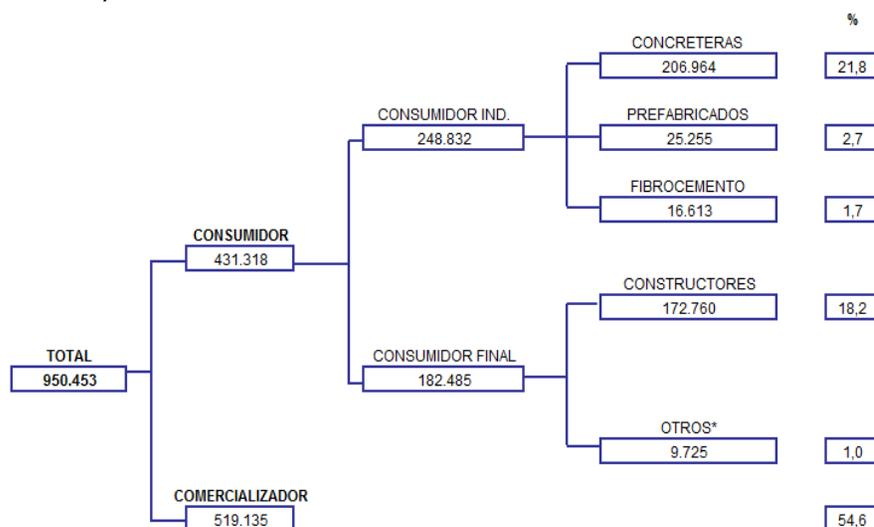 %
CONCRETERAS
206.964
21,8
CONSUMIDOR IND.
248.832
PREFABRICADOS
25.255
2,7
FIBROCEMENTO
16.613
1,7
CONSUMIDOR
431.318
CONSTRUCTORES
172.760
18,2
TOTAL
950.453
CONSUMIDOR FINAL
182.485
OTROS*
9.725
1,0
COMERCIALIZADOR
519.135
54,6